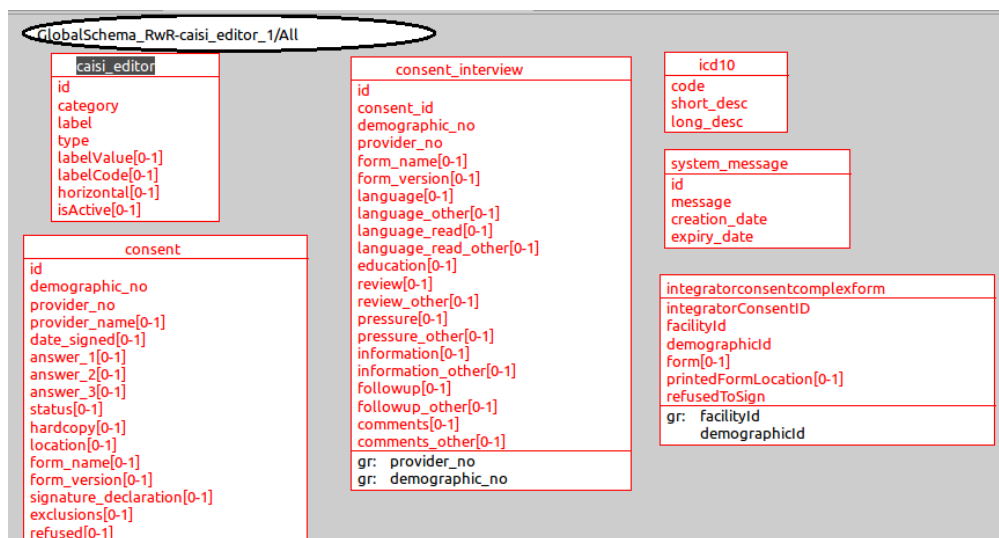 GlobalSchema_RwR-caisi_editor_1/All
caisi_editor
id
category
label
type
labelValue[0-1]
labelCode[0-1]
horizontal[0-1]
isActive[0-1]
consent
id
demographic_no
provider_no
provider_name[0-1]
date_signed[0-1]
answer_1[0-1]
answer_2[0-1]
answer_3[0-1]
status[0-1]
hardcopy[0-1]
location[0-1]
form_name[0-1]
form_version[0-1]
signature_declaration[0-1]
exclusions[0-1]
refused[0-1]
consent_interview
id
consent_id
demographic_no
provider_no
form_name[0-1]
form_version[0-1]
language[0-1]
language_other[0-1]
language_read[0-1]
language_read_other[0-1]
education[0-1]
review[0-1]
review_other[0-1]
pressure[0-1]
pressure_other[0-1]
information[0-1]
information_other[0-1]
followup[0-1]
followup_other[0-1]
comments[0-1]
comments_other[0-1]
gr: provider_no
gr: demographic_no
icd10
code
short_desc
long_desc
system_message
id
message
creation_date
expiry_date
integratorconsentcomplexform
integratorConsentID
facilityId
demographicId
form[0-1]
printedFormLocation[0-1]
refusedToSign
gr: facilityId
demographicId